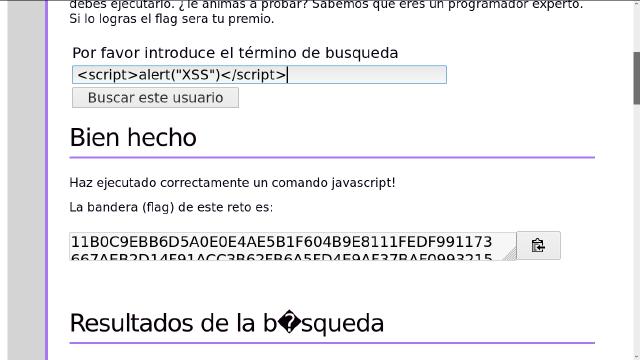 debes ejecutarlo. ¿Te animas a probar? Sabemos que eres un programador experto.
Si lo logras el flag sera tu premio.
Por favor introduce el término de busqueda
<script>alert("XSS")</script>
Buscar este usuario
Bien hecho
Haz ejecutado correctamente un comando javascript!
La bandera (flag) de este reto es:
11B0C9EBB6D5A0E0E4AE5B1F604B9E8111FEDF991173
667AEB2D14F91ACC3B62FB6A5FD4E9AF37BAF0993215
Resultados de la b�squeda